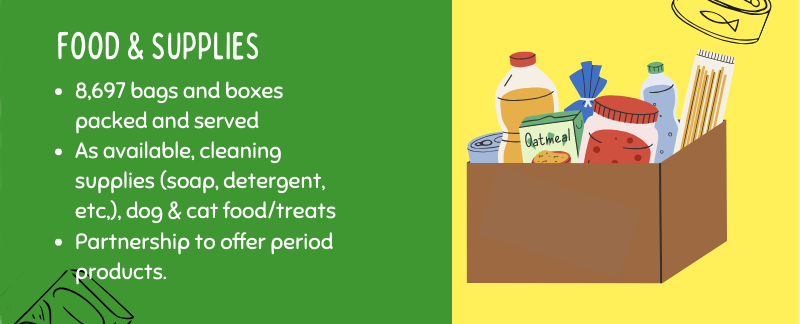 FOOD & SUPPLIES
• 8,697 bags and boxes
packed and served
• As available, cleaning
supplies (soap, detergent,
etc,), dog & cat food/treats
• Partnership to offer period
products.
Oatmeal